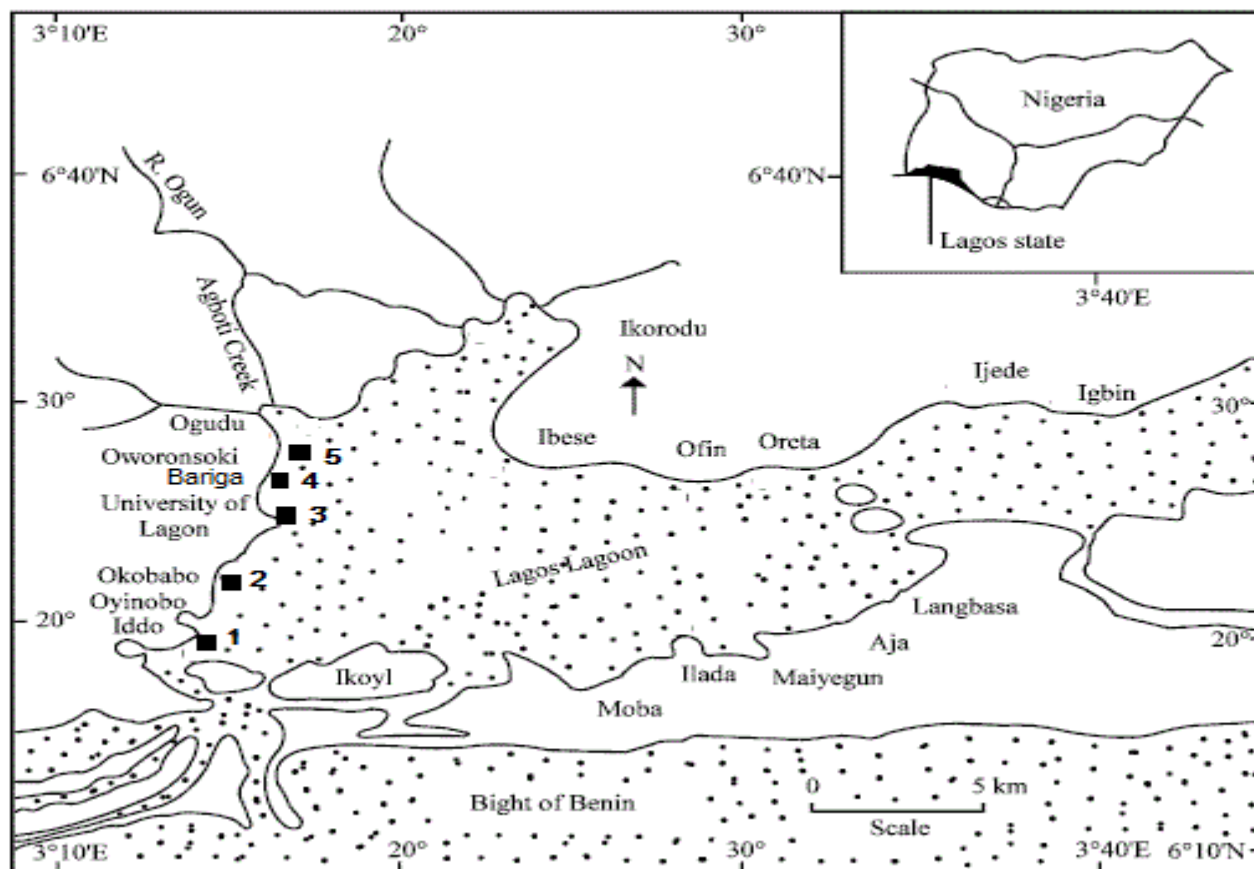 3°10'E
20°
30°
Nigeria
Lagos state
6°40'N
6°40'N
3°40'E
R. Ogun
Agboti Creek
Ikorodu
N
Ijede
Igbin
30°
30°
Ogudu
Ibese
Ofin
Oreta
Oworonsoki
5
Bariga
4
University of
Lagon
3
Lagos Lagoon
Okobabo
2
Oyinobo
Iddo
1
20°
Langbasa
20°
Aja
Ikoyl
Ilada
Maiyegun
Moba
Bight of Benin
0
5 km
Scale
3°10'E
20°
30°
3°40'E
6°10'N